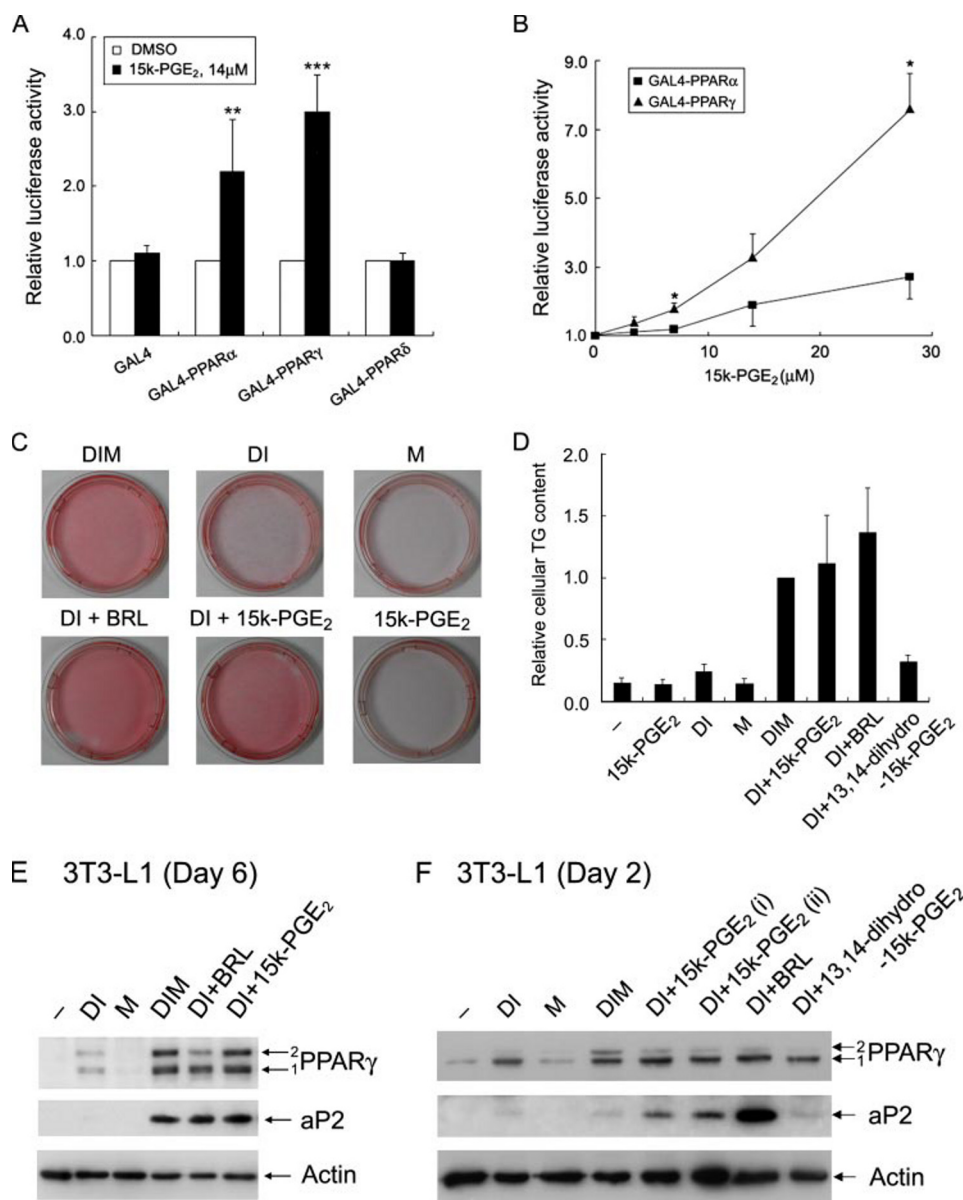 A
4.0
3.0
2.0
1.0
0.0
Relative luciferase activity
DMSO
15k-PGE₂, 14μM
**
***
GAL4
GAL4-PPARα
GAL4-PPARγ
GAL4-PPARδ
B
9.0
7.0
5.0
3.0
1.0
Relative luciferase activity
GAL4-PPARα
GAL4-PPARγ
*
*
0
10
20
30
15k-PGE₂(μM)
C
DIM
DI
M
DI + BRL
DI + 15k-PGE₂
15k-PGE₂
D
2.0
1.5
1.0
0.5
0.0
Relative cellular TG content
–
15k-PGE₂
DI
M
DIM
DI+15k-PGE₂
DI+BRL
DI+13,14-dihydro
-15k-PGE₂
E 3T3-L1 (Day 6)
–
DI
M
DIM
DI+BRL
DI+15k-PGE₂
2
1
PPARγ
aP2
Actin
F 3T3-L1 (Day 2)
–
DI
M
DIM
DI+15k-PGE₂ (i)
DI+15k-PGE₂ (ii)
DI+BRL
DI+13,14-dihydro
-15k-PGE₂
2
1
PPARγ
aP2
Actin